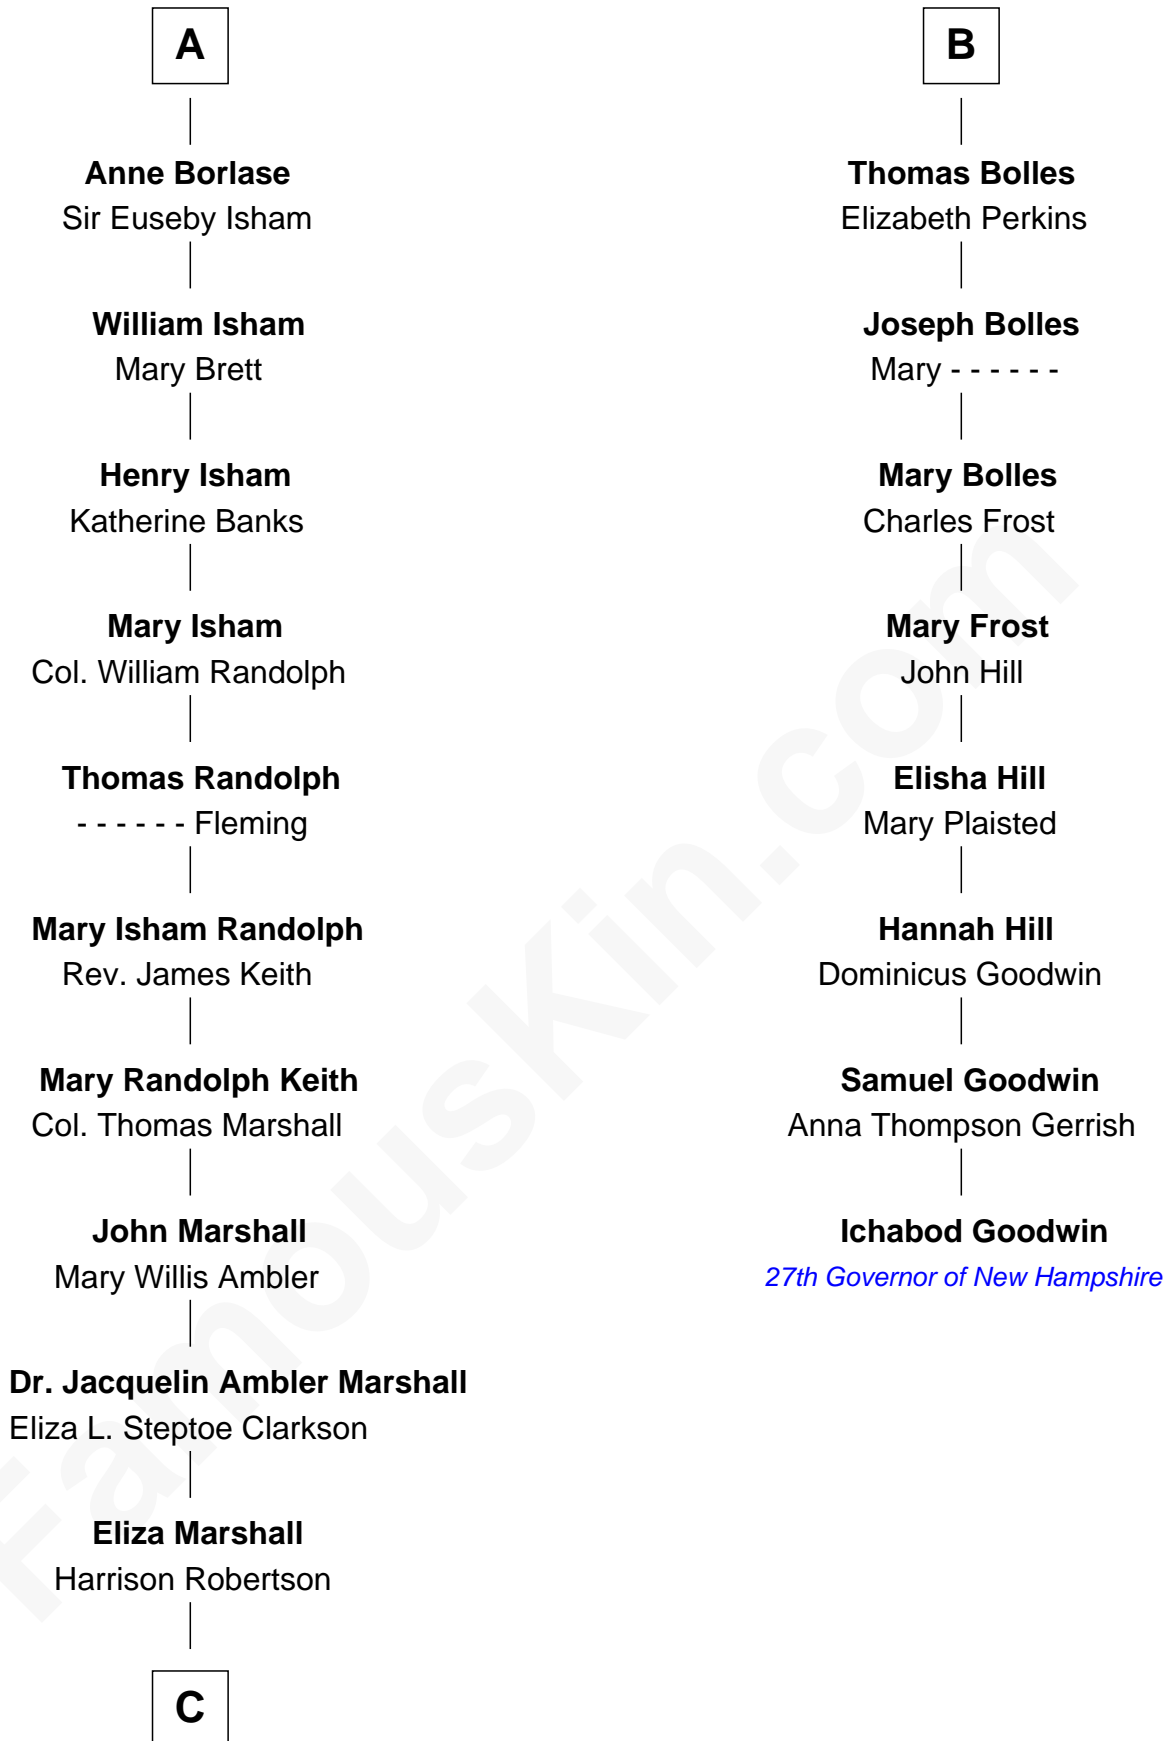 A
Anne Borlase
Sir Euseby Isham
William Isham
Mary Brett
Henry Isham
Katherine Banks
Mary Isham
Col. William Randolph
Thomas Randolph
- - - - - - Fleming
Mary Isham Randolph
Rev. James Keith
Mary Randolph Keith
Col. Thomas Marshall
John Marshall
Mary Willis Ambler
Dr. Jacquelin Ambler Marshall
Eliza L. Steptoe Clarkson
Eliza Marshall
Harrison Robertson
C
B
Thomas Bolles
Elizabeth Perkins
Joseph Bolles
Mary - - - - - -
Mary Bolles
Charles Frost
Mary Frost
John Hill
Elisha Hill
Mary Plaisted
Hannah Hill
Dominicus Goodwin
Samuel Goodwin
Anna Thompson Gerrish
Ichabod Goodwin
27th Governor of New Hampshire
FamousKin.com